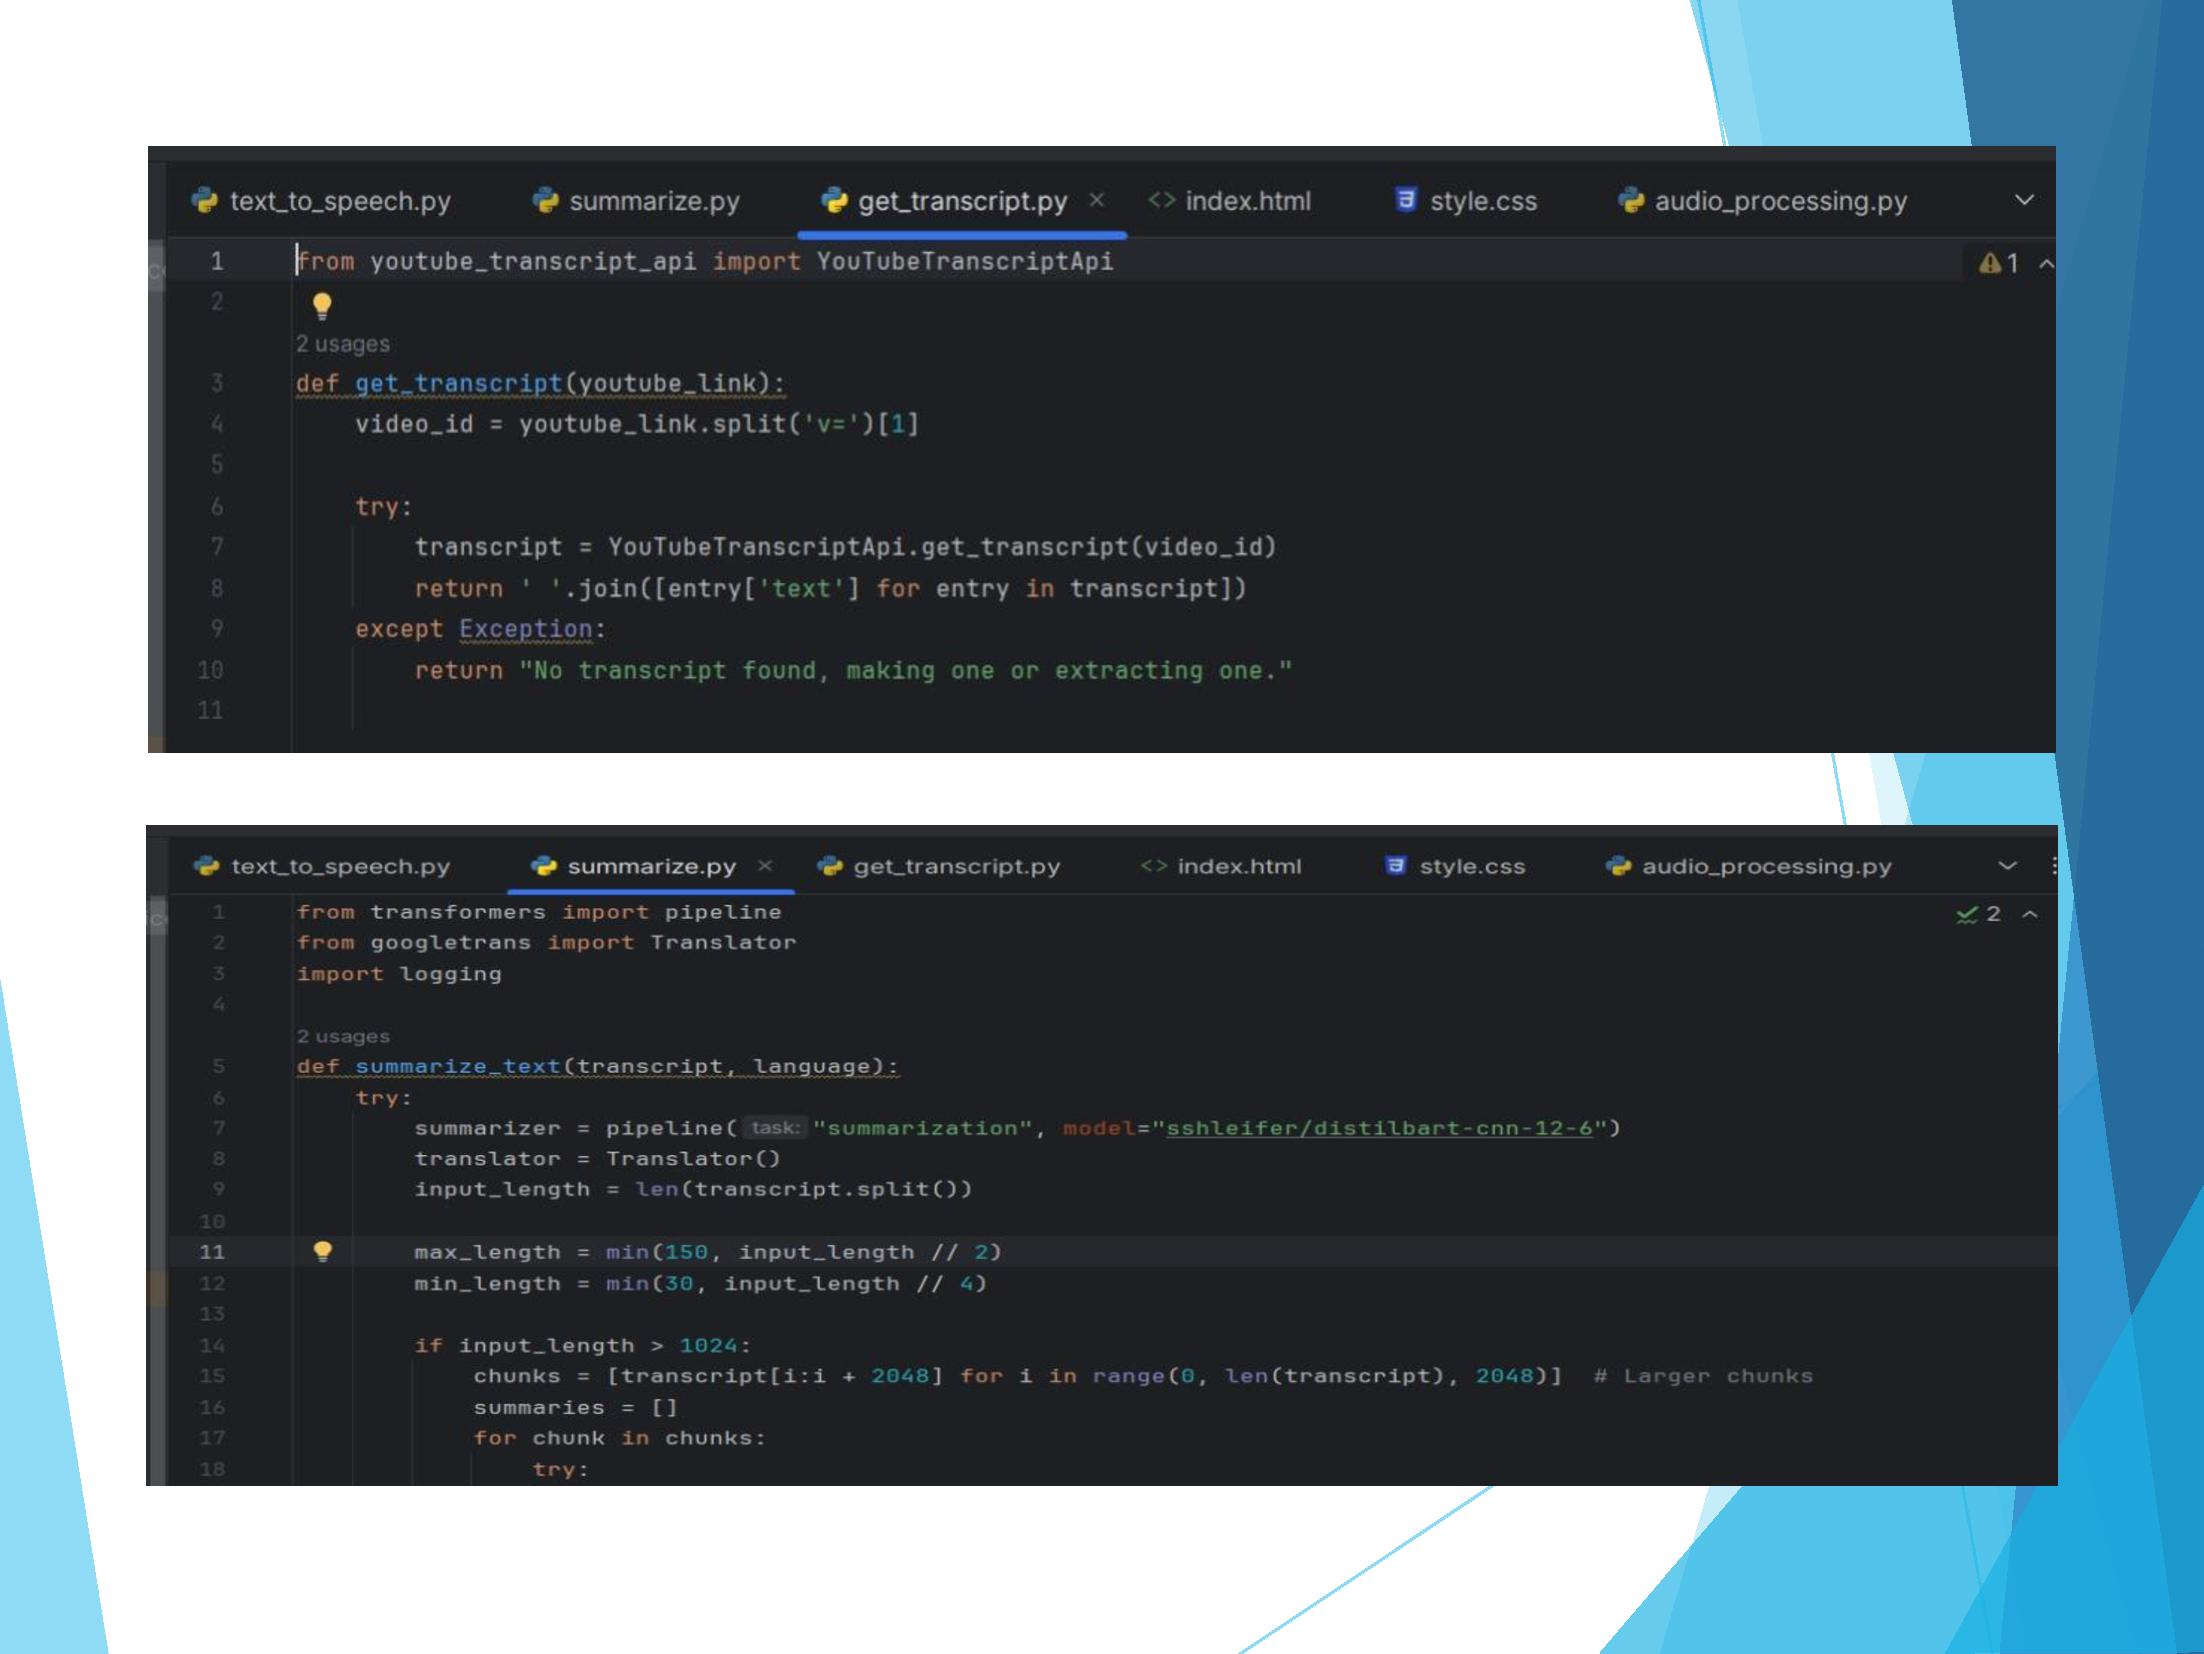 text_to_speech.py summarize.py get_transcript.py × <> index.html style.css audio_processing.py
1 from youtube_transcript_api import YouTubeTranscriptApi 1
2
2 usages
3 def get_transcript(youtube_link):
4 video_id = youtube_link.split('v=')[1]
5
6 try:
7 transcript = YouTubeTranscriptApi.get_transcript(video_id)
8 return ' '.join([entry['text'] for entry in transcript])
9 except Exception:
10 return "No transcript found, making one or extracting one."
11
text_to_speech.py summarize.py × get_transcript.py <> index.html style.css audio_processing.py
1 from transformers import pipeline 2
2 from googletrans import Translator
3 import logging
4
2 usages
5 def summarize_text(transcript, language):
6 try:
7 summarizer = pipeline( task: "summarization", model="sshleifer/distilbart-cnn-12-6")
8 translator = Translator()
9 input_length = len(transcript.split())
10
11 max_length = min(150, input_length // 2)
12 min_length = min(30, input_length // 4)
13
14 if input_length > 1024:
15 chunks = [transcript[i:i + 2048] for i in range(0, len(transcript), 2048)] # Larger chunks
16 summaries = []
17 for chunk in chunks:
18 try: